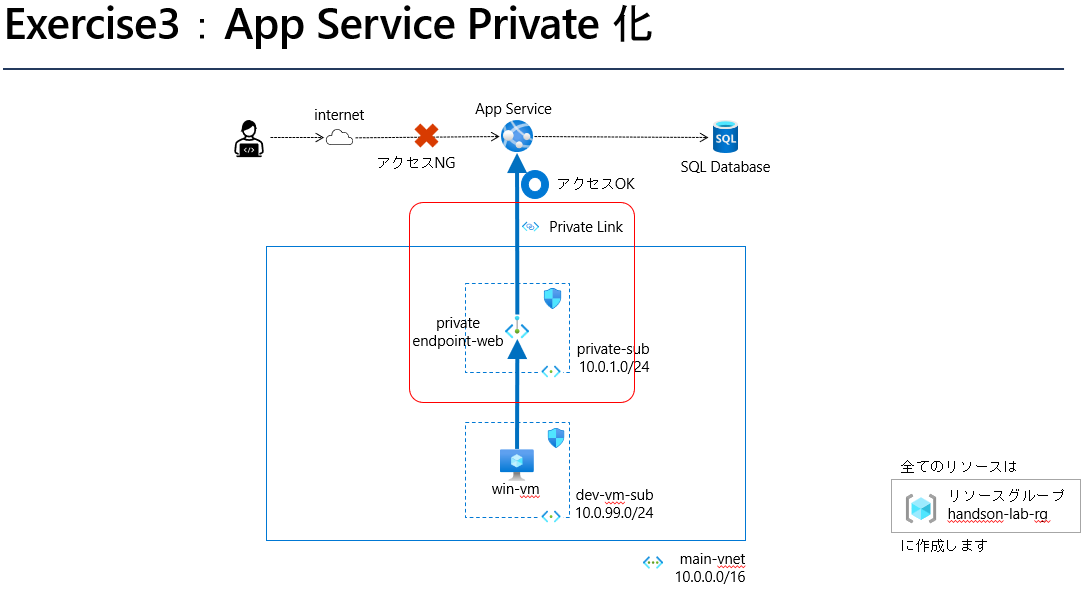 Exercise3：App Service Private 化
internet
App Service
アクセスNG
SQL
SQL Database
アクセスOK
Private Link
private
endpoint-web
private-sub
10.0.1.0/24
win-vm
dev-vm-sub
10.0.99.0/24
main-vnet
10.0.0.0/16
全てのリソースは
リソースグループ
handson-lab-rg
に作成します